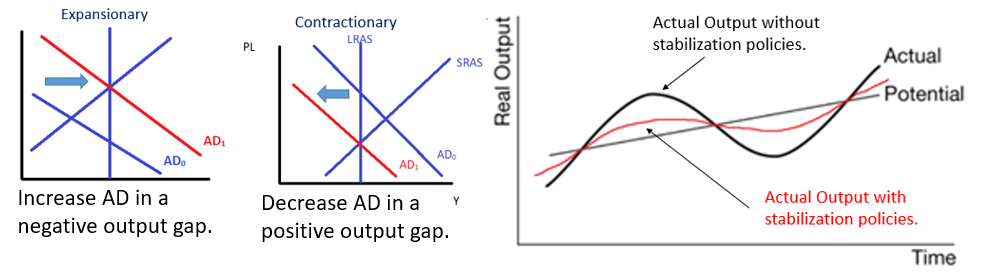 Expansionary
AD₁
AD₀
Increase AD in a
negative output gap.
Contractionary
PL
LRAS
SRAS
AD₀
AD₁
Y
Decrease AD in a
positive output gap.
Actual Output without
stabilization policies.
Real Output
Actual
Potential
Actual Output with
stabilization policies.
Time